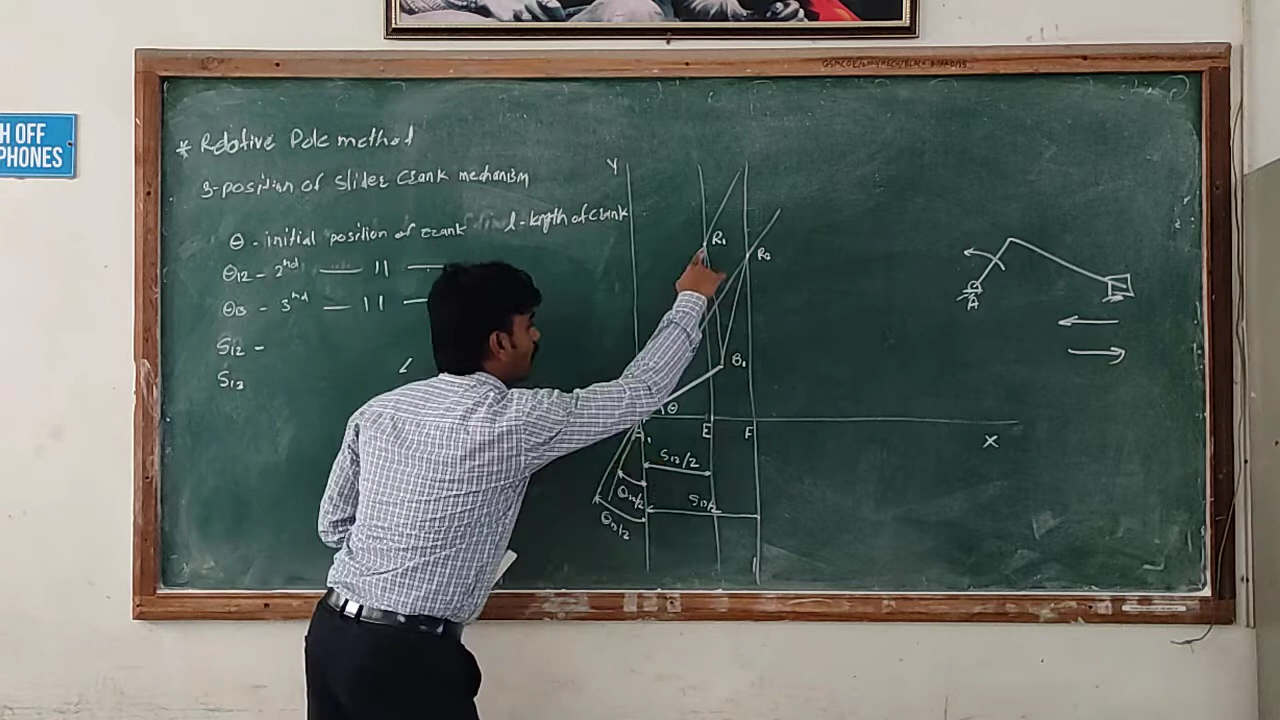 H OFF
PHONES
* Relative Pole method
3-position of slider Crank mechanism
θ - initial position of crank l - length of crank
θ12 - 2nd — 11 —
θ13 - 3rd — 11 —
S12 -
S13
Y
R1
R2
B1
θ
A1 E F
X
S12/2
S13/2
θ12/2
θ13/2
A